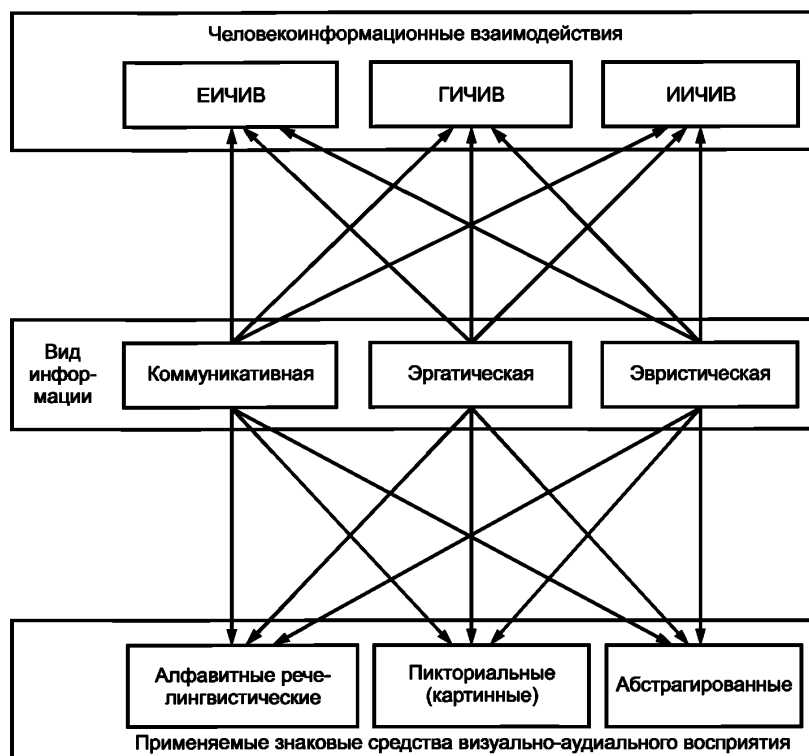 Человекоинформационные взаимодействия
ЕИЧИВ
ГИЧИВ
ИИЧИВ
Вид
инфор-
мации
Коммуникативная
Эргатическая
Эвристическая
Алфавитные рече-
лингвистические
Пикториальные
(картинные)
Абстрагированные
Применяемые знаковые средства визуально-аудиального восприятия